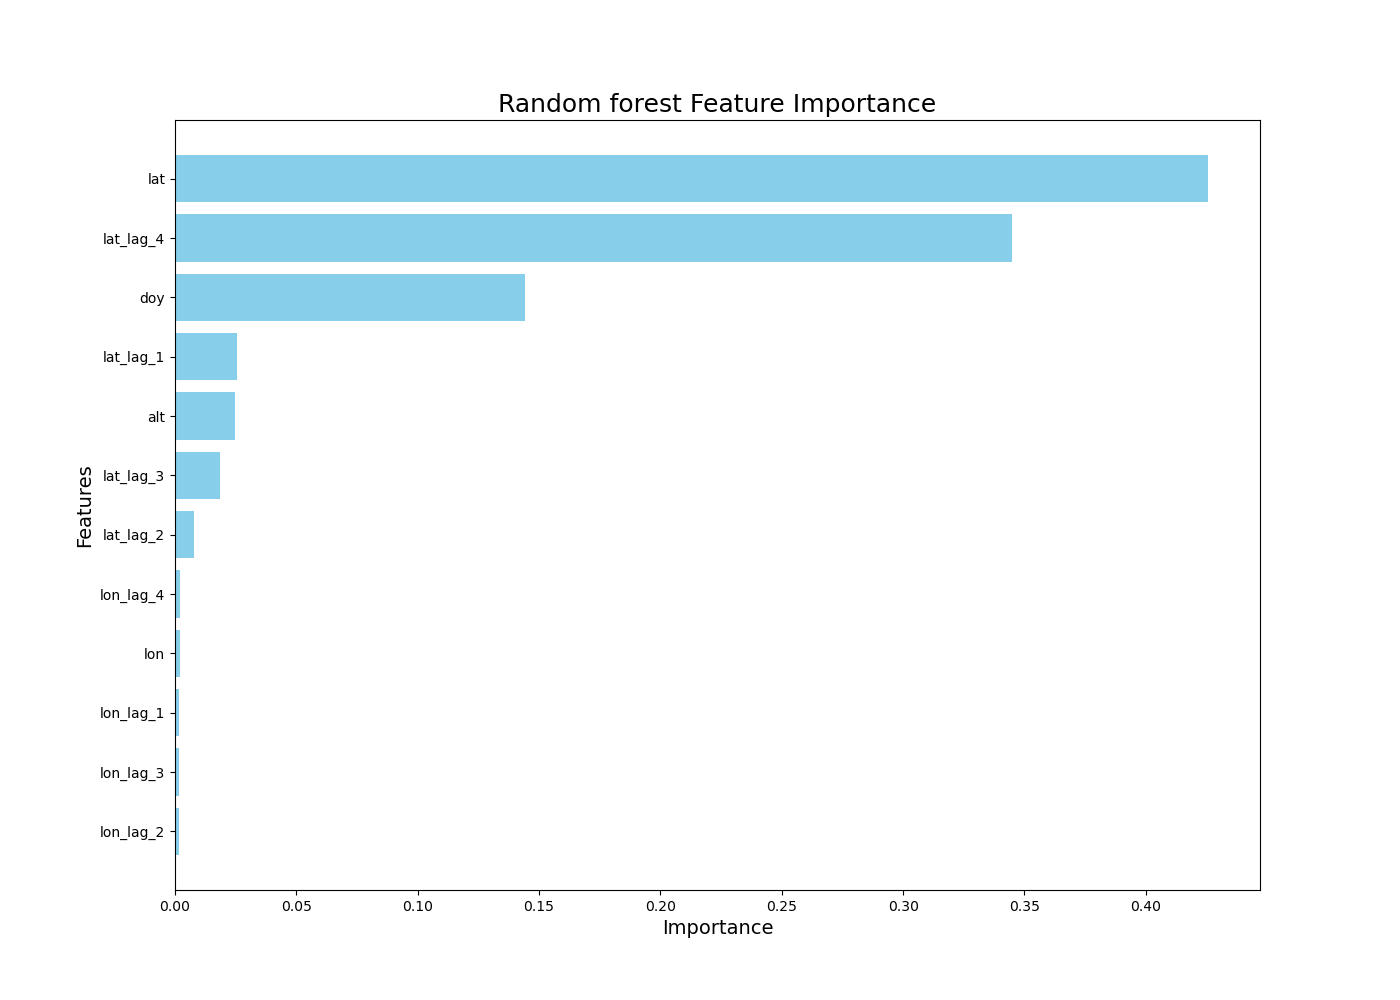 Random forest Feature Importance
lat
lat_lag_4
doy
lat_lag_1
alt
lat_lag_3
lat_lag_2
lon_lag_4
lon
lon_lag_1
lon_lag_3
lon_lag_2
Features
0.00 0.05 0.10 0.15 0.20 0.25 0.30 0.35 0.40
Importance